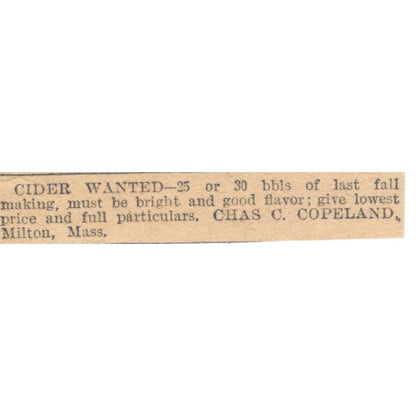 CIDER WANTED—25 or 30 bbls of last fall
making, must be bright and good flavor; give lowest
price and full particulars. CHAS C. COPELAND,
Milton, Mass.